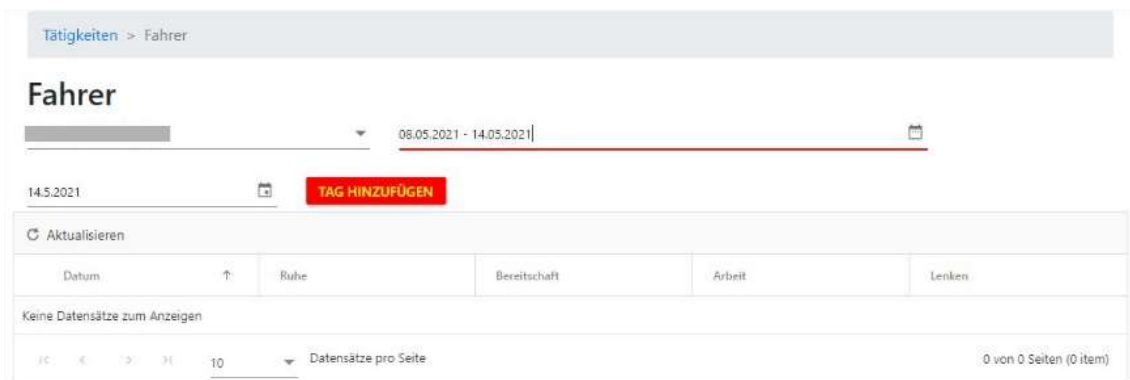 Tätigkeiten > Fahrer
Fahrer
08.05.2021 - 14.05.2021
14.5.2021 TAG HINZUFÜGEN
Aktualisieren
Datum Ruhe Bereitschaft Arbeit Lenken
Keine Datensätze zum Anzeigen
10 Datensätze pro Seite 0 von 0 Seiten (0 item)